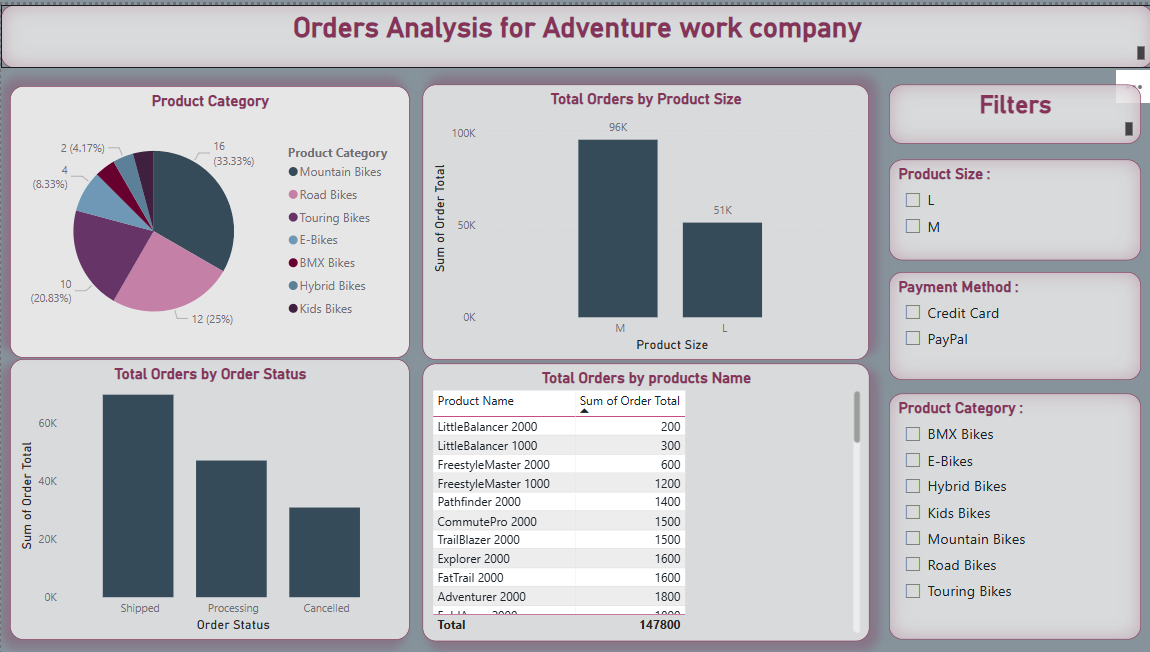 Orders Analysis for Adventure work company
Product Category
16
(33.33%)
2 (4.17%)
4
(8.33%)
10
(20.83%)
12 (25%)
Product Category
Mountain Bikes
Road Bikes
Touring Bikes
E-Bikes
BMX Bikes
Hybrid Bikes
Kids Bikes
Total Orders by Product Size
Sum of Order Total
100K
50K
0K
96K
51K
M
L
Product Size
Total Orders by Order Status
Sum of Order Total
60K
40K
20K
0K
Shipped
Processing
Cancelled
Order Status
Total Orders by products Name
Product Name Sum of Order Total
LittleBalancer 2000 200
LittleBalancer 1000 300
FreestyleMaster 2000 600
FreestyleMaster 1000 1200
Pathfinder 2000 1400
CommutePro 2000 1500
TrailBlazer 2000 1500
Explorer 2000 1600
FatTrail 2000 1600
Adventurer 2000 1800
Total 147800
Filters
Product Size :
L
M
Payment Method :
Credit Card
PayPal
Product Category :
BMX Bikes
E-Bikes
Hybrid Bikes
Kids Bikes
Mountain Bikes
Road Bikes
Touring Bikes